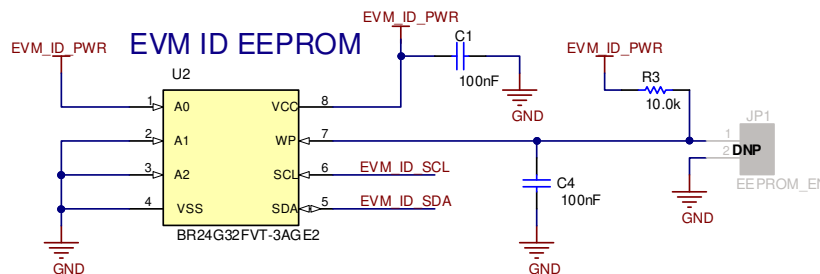 EVM_ID_PWR
EVM ID EEPROM
EVM_ID_PWR
C1
100nF
GND
EVM_ID_PWR
R3
10.0k
U2
1 A0 VCC 8
2 A1 WP 7
3 A2 SCL 6 EVM_ID_SCL
4 VSS SDA 5 EVM_ID_SDA
BR24G32FVT-3AGE2
GND
C4
100nF
GND
JP1
1
2 DNP
EEPROM_EN
GND